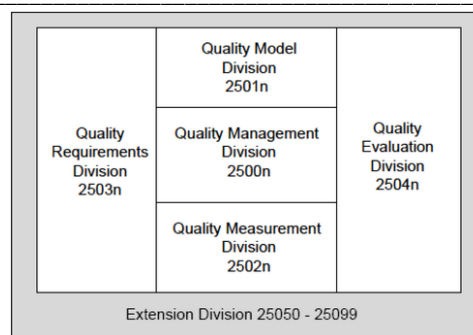 Quality Model
Division
2501n
Quality
Requirements
Division
2503n
Quality Management
Division
2500n
Quality
Evaluation
Division
2504n
Quality Measurement
Division
2502n
Extension Division 25050 - 25099